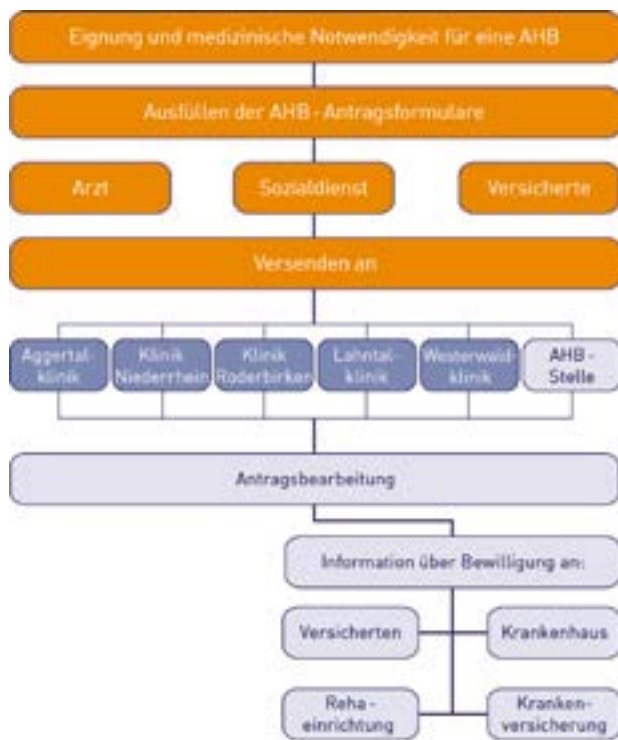 Eignung und medizinische Notwendigkeit für eine AHB
Ausfüllen der AHB - Antragsformulare
Arzt
Sozialdienst
Versicherte
Versenden an
Aggertal-
klinik
Klinik
Niederrhein
Klinik
Roderbirken
Lahntal-
klinik
Westerwald-
klinik
AHB -
Stelle
Antragsbearbeitung
Information über Bewilligung an:
Versicherten
Krankenhaus
Reha -
einrichtung
Kranken-
versicherung